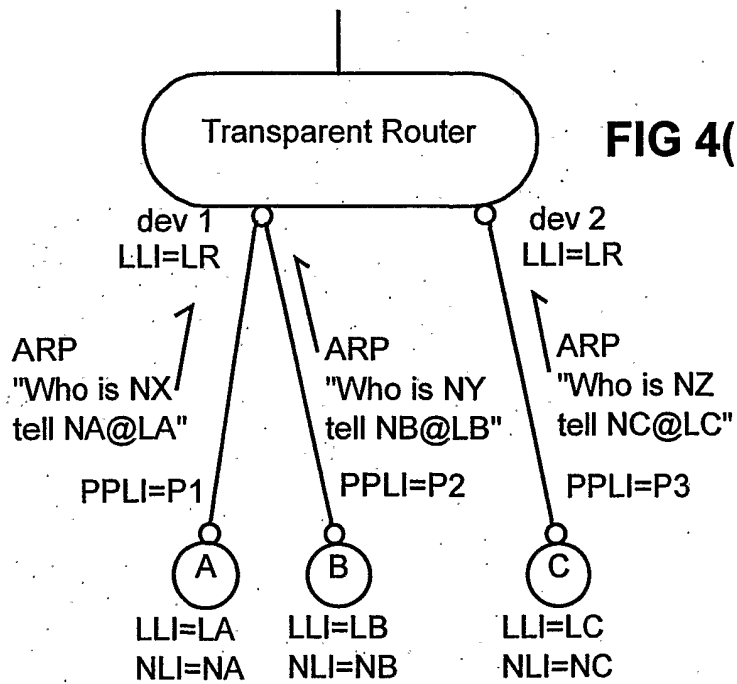 Transparent Router
FIG 4(
dev 1
LLI=LR
dev 2
LLI=LR
ARP
"Who is NX
tell NA@LA"
ARP
"Who is NY
tell NB@LB"
ARP
"Who is NZ
tell NC@LC"
PPLI=P1
PPLI=P2
PPLI=P3
A
B
C
LLI=LA
NLI=NA
LLI=LB
NLI=NB
LLI=LC
NLI=NC